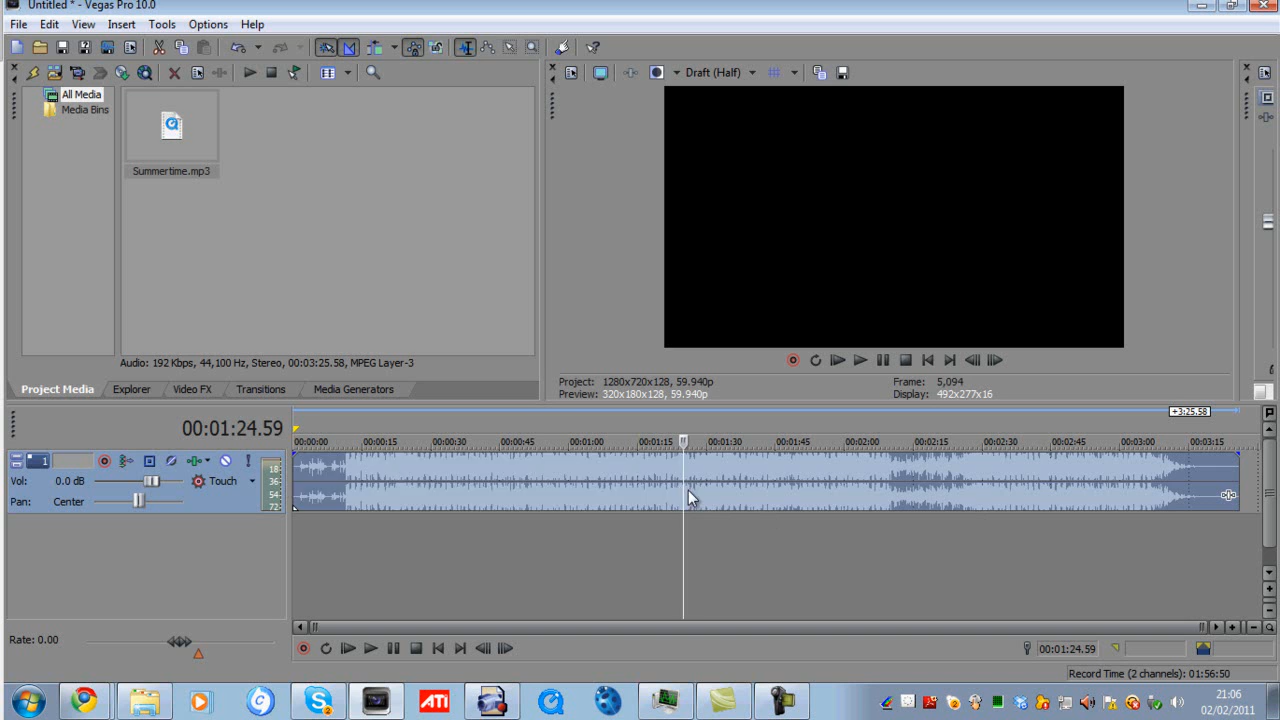 Untitled * - Vegas Pro 10.0
File Edit View Insert Tools Options Help
Draft (Half)
All Media
Media Bins
Summertime.mp3
Audio: 192 Kbps, 44,100 Hz, Stereo, 00:03:25.58, MPEG Layer-3
Project Media Explorer Video FX Transitions Media Generators
Project: 1280x720x128, 59.940p Frame: 5,094
Preview: 320x180x128, 59.940p Display: 492x277x16
+3:25.58
00:01:24.59
00:00:00 00:00:15 00:00:30 00:00:45 00:01:00 00:01:15 00:01:30 00:01:45 00:02:00 00:02:15 00:02:30 00:02:45 00:03:00 00:03:15
1
18
Vol: 0.0 dB Touch 36
54
Pan: Center 72
Rate: 0.00
00:01:24.59
Record Time (2 channels): 01:56:50
ATI
2
21:06
02/02/2011